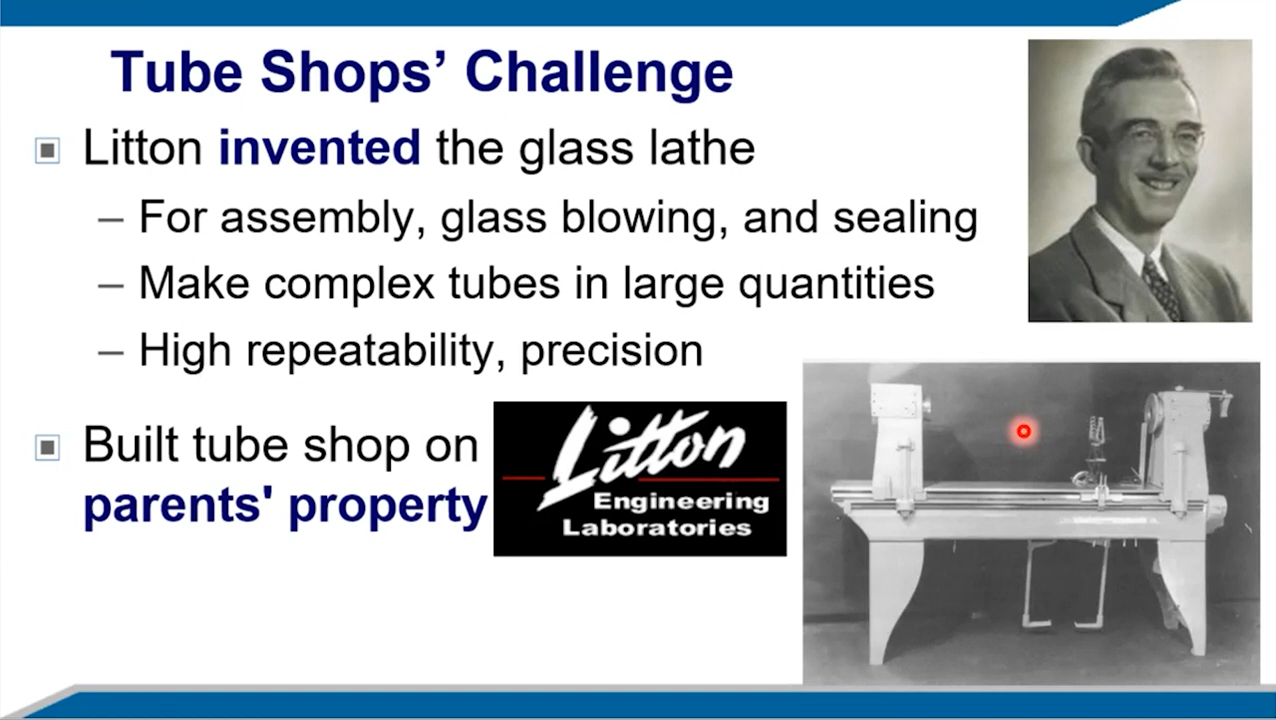 Tube Shops’ Challenge
Litton invented the glass lathe
– For assembly, glass blowing, and sealing
– Make complex tubes in large quantities
– High repeatability, precision
Built tube shop on
parents' property
Litton
Engineering
Laboratories